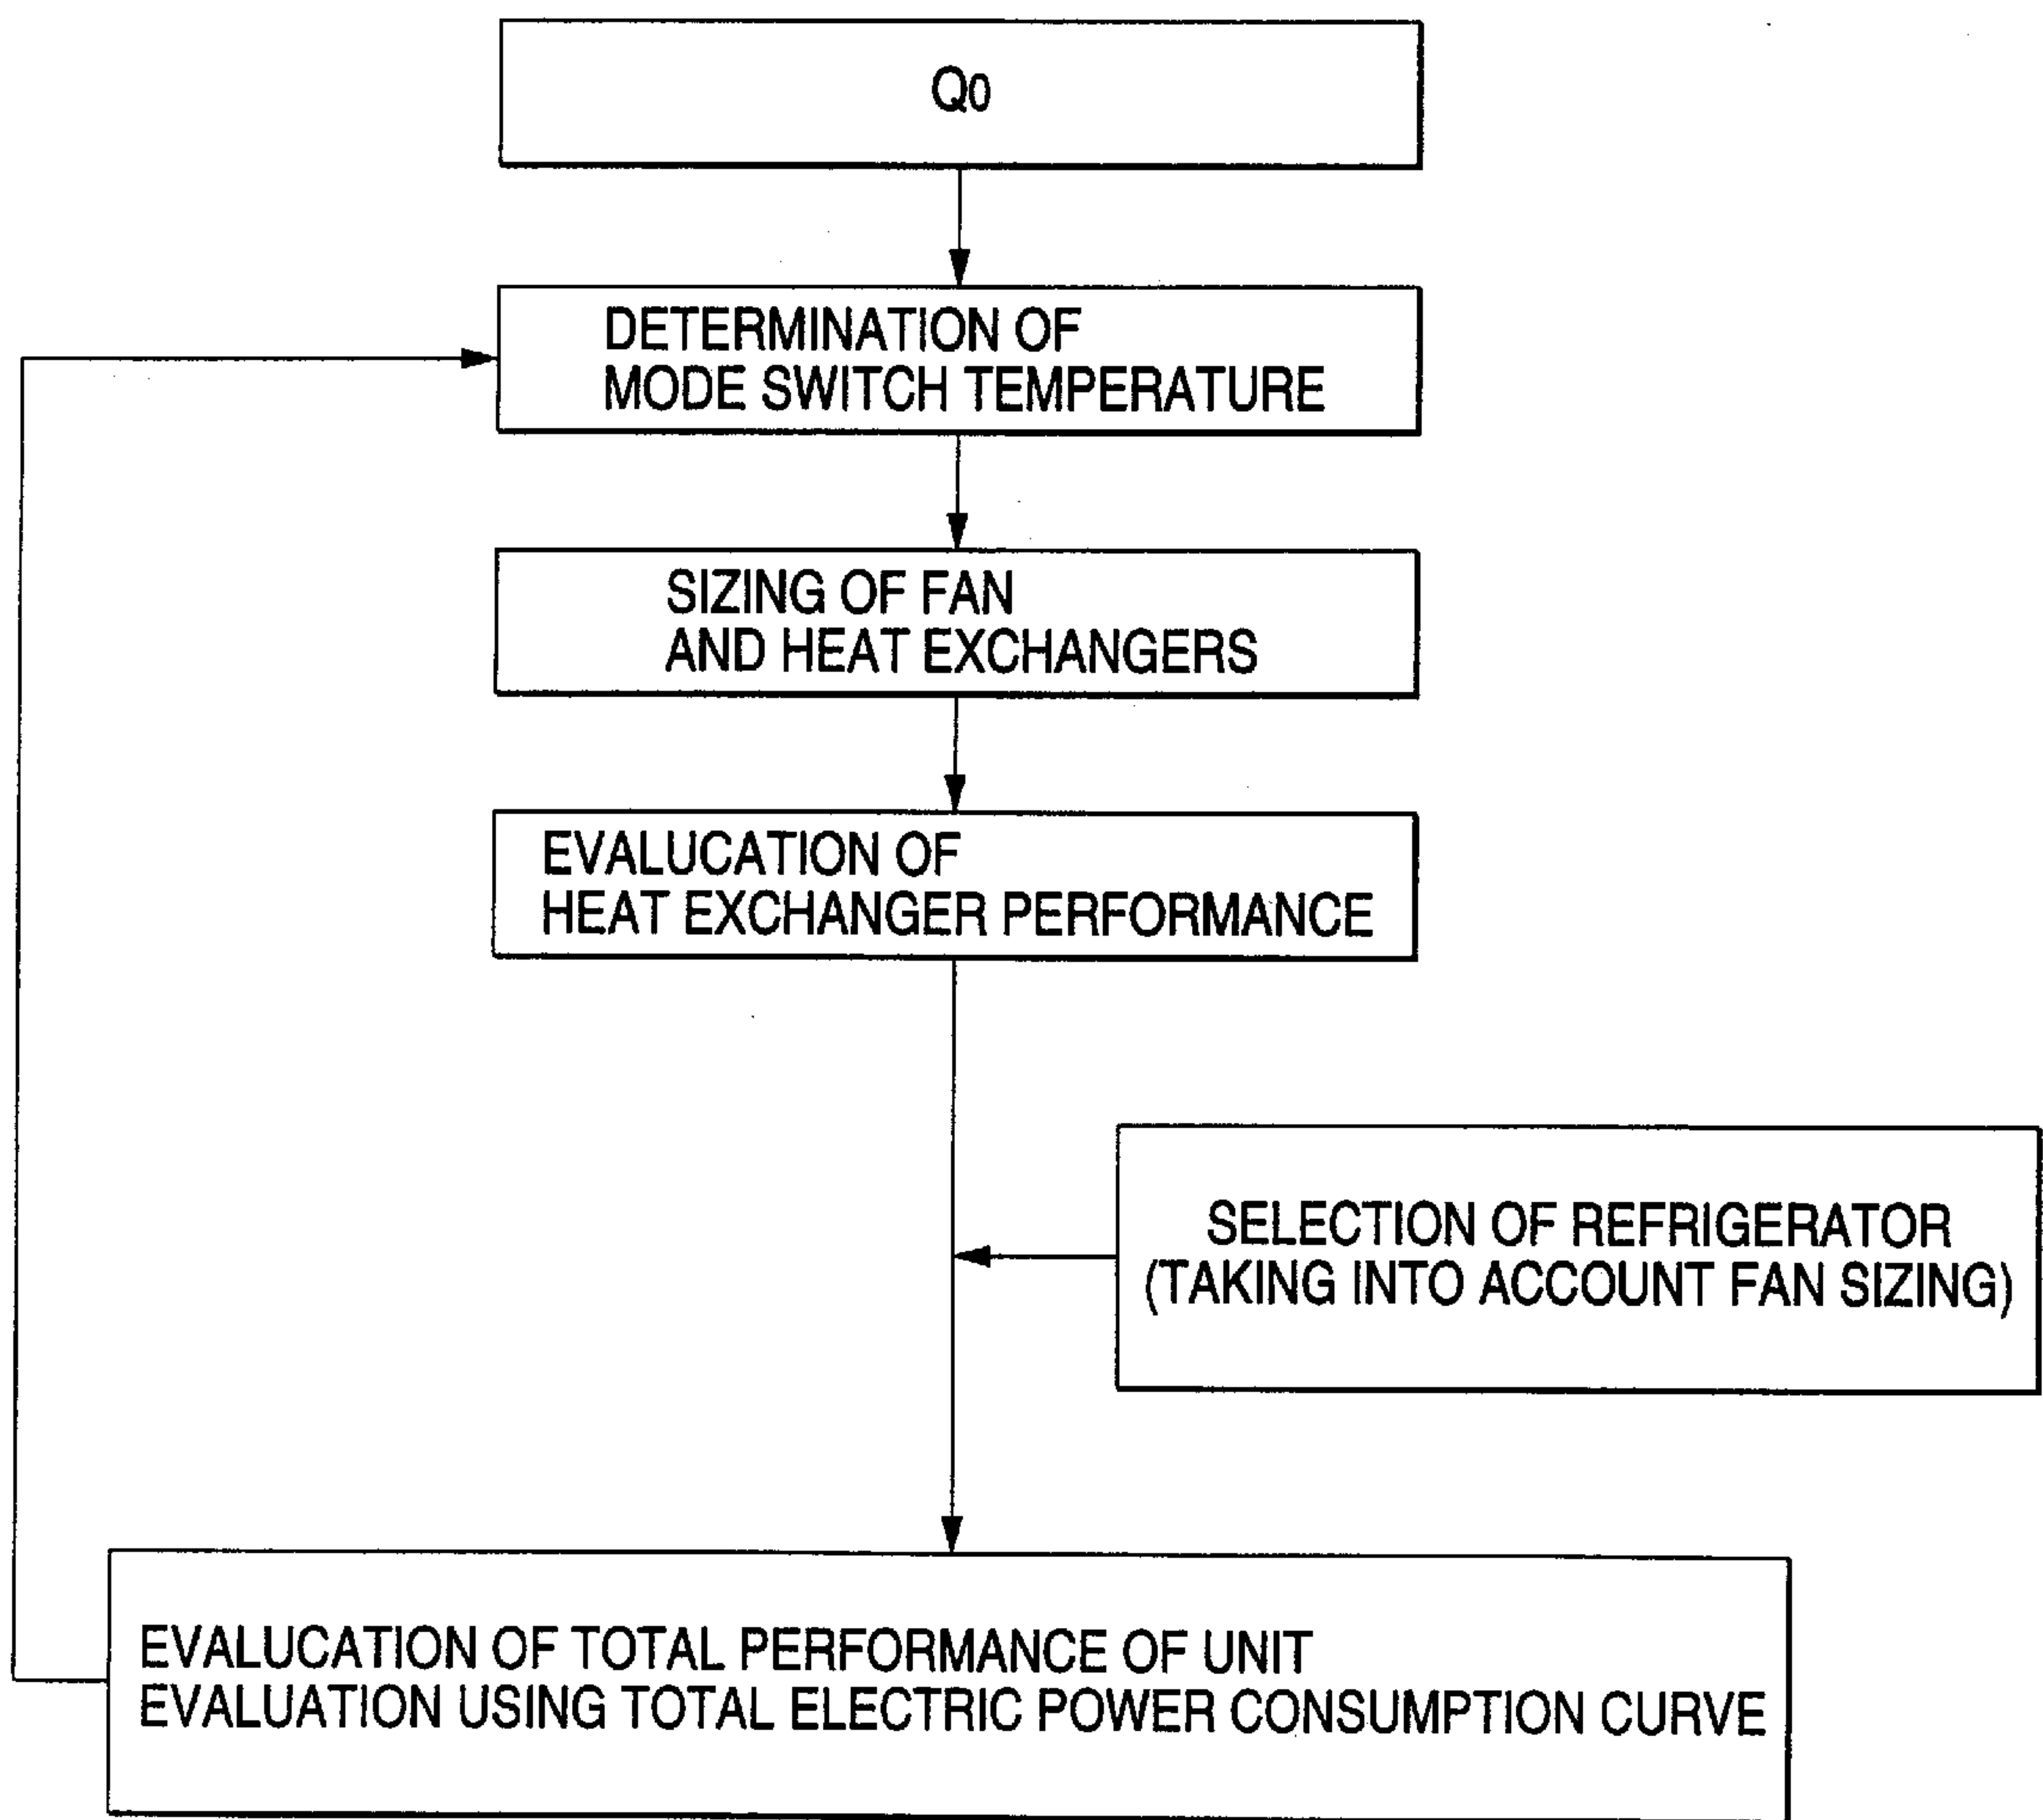 Q0
DETERMINATION OF
MODE SWITCH TEMPERATURE
SIZING OF FAN
AND HEAT EXCHANGERS
EVALUCATION OF
HEAT EXCHANGER PERFORMANCE
SELECTION OF REFRIGERATOR
(TAKING INTO ACCOUNT FAN SIZING)
EVALUCATION OF TOTAL PERFORMANCE OF UNIT
EVALUATION USING TOTAL ELECTRIC POWER CONSUMPTION CURVE